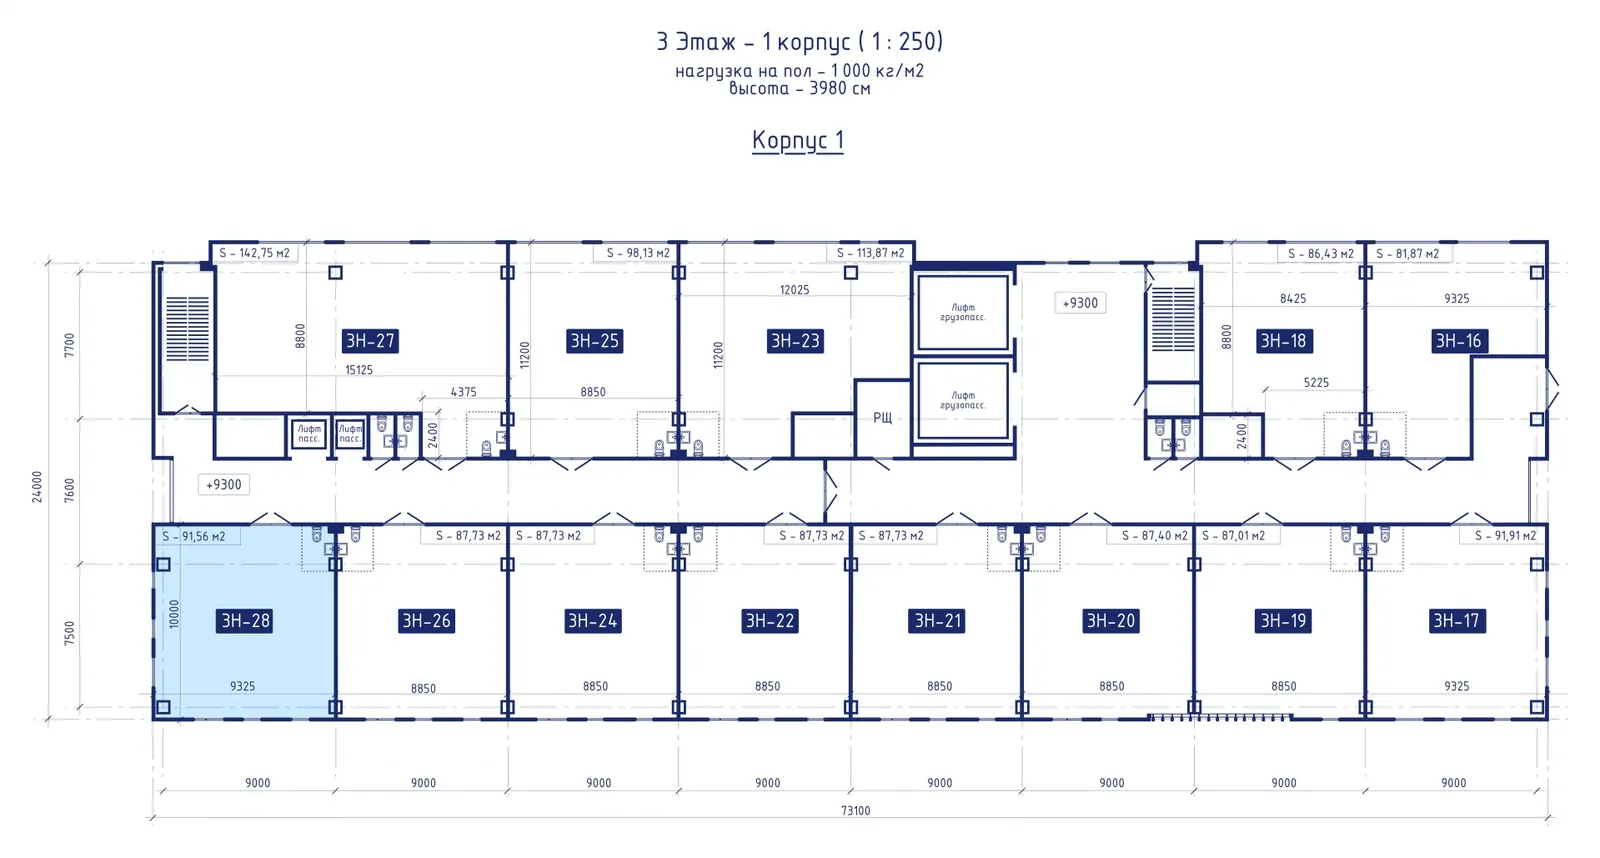 3 Этаж - 1 корпус ( 1 : 250)
нагрузка на пол - 1 000 кг/м2
высота - 3980 см
Корпус 1
S - 142,75 м2
S - 98,13 м2
S - 113,87 м2
S - 86,43 м2
S - 81,87 м2
12025
8425
9325
+9300
Лифт
грузопасс.
7700
8800
3Н-27
11200
3Н-25
11200
3Н-23
8800
3Н-18
3Н-16
15125
4375
8850
5225
Лифт
грузопасс.
РЩ
Лифт
пасс.
Лифт
пасс.
2400
2400
24000
7600
+9300
S - 91,56 м2
S - 87,73 м2
S - 87,73 м2
S - 87,73 м2
S - 87,73 м2
S - 87,40 м2
S - 87,01 м2
S - 91,91 м2
7500
10000
3Н-28
3Н-26
3Н-24
3Н-22
3Н-21
3Н-20
3Н-19
3Н-17
9325
8850
8850
8850
8850
8850
8850
9325
9000
9000
9000
9000
9000
9000
9000
9000
73100